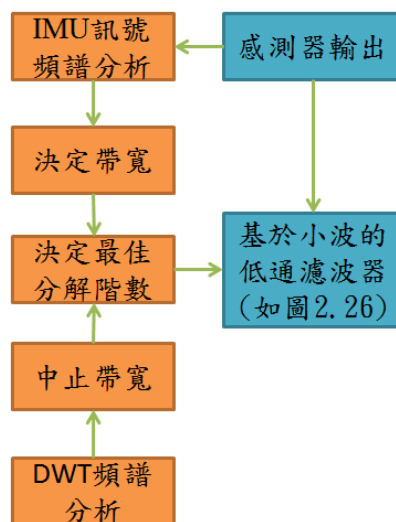 IMU訊號
頻譜分析
感測器輸出
決定帶寬
決定最佳
分解階數
基於小波的
低通濾波器
(如圖2.26)
中止帶寬
DWT頻譜
分析